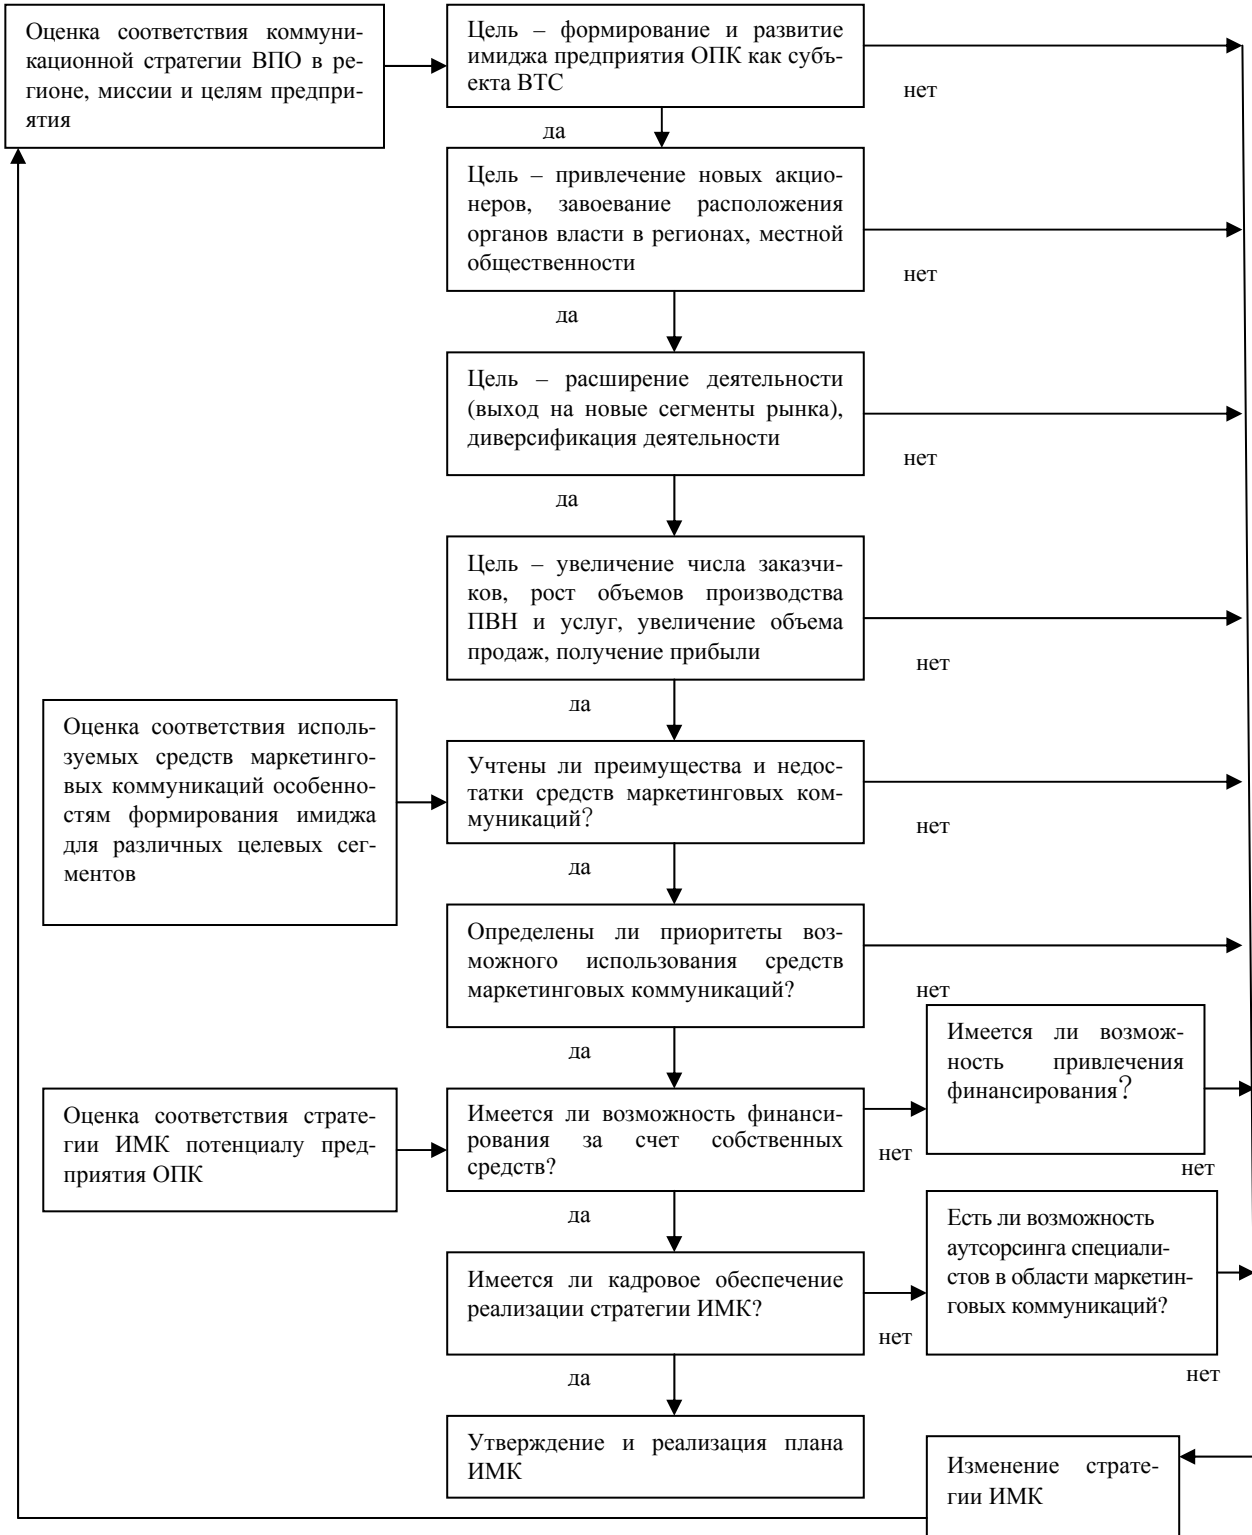 Оценка соответствия коммуни-
кационной стратегии ВПО в ре-
гионе, миссии и целям предпри-
ятия
Цель – формирование и развитие
имиджа предприятия ОПК как субъ-
екта ВТС
нет
да
Цель – привлечение новых акцио-
неров, завоевание расположения
органов власти в регионах, местной
общественности
нет
да
Цель – расширение деятельности
(выход на новые сегменты рынка),
диверсификация деятельности
нет
да
Цель – увеличение числа заказчи-
ков, рост объемов производства
ПВН и услуг, увеличение объема
продаж, получение прибыли
нет
да
Оценка соответствия исполь-
зуемых средств маркетинго-
вых коммуникаций особенно-
стям формирования имиджа
для различных целевых сег-
ментов
Учтены ли преимущества и недос-
татки средств маркетинговых ком-
муникаций?
нет
да
Определены ли приоритеты воз-
можного использования средств
маркетинговых коммуникаций?
нет
да
Имеется ли возмож-
ность привлечения
финансирования?
нет
Оценка соответствия страте-
гии ИМК потенциалу пред-
приятия ОПК
Имеется ли возможность финанси-
рования за счет собственных
средств?
нет
да
Есть ли возможность
аутсорсинга специали-
стов в области маркетин-
говых коммуникаций?
нет
Имеется ли кадровое обеспечение
реализации стратегии ИМК?
нет
да
Утверждение и реализация плана
ИМК
Изменение страте-
гии ИМК